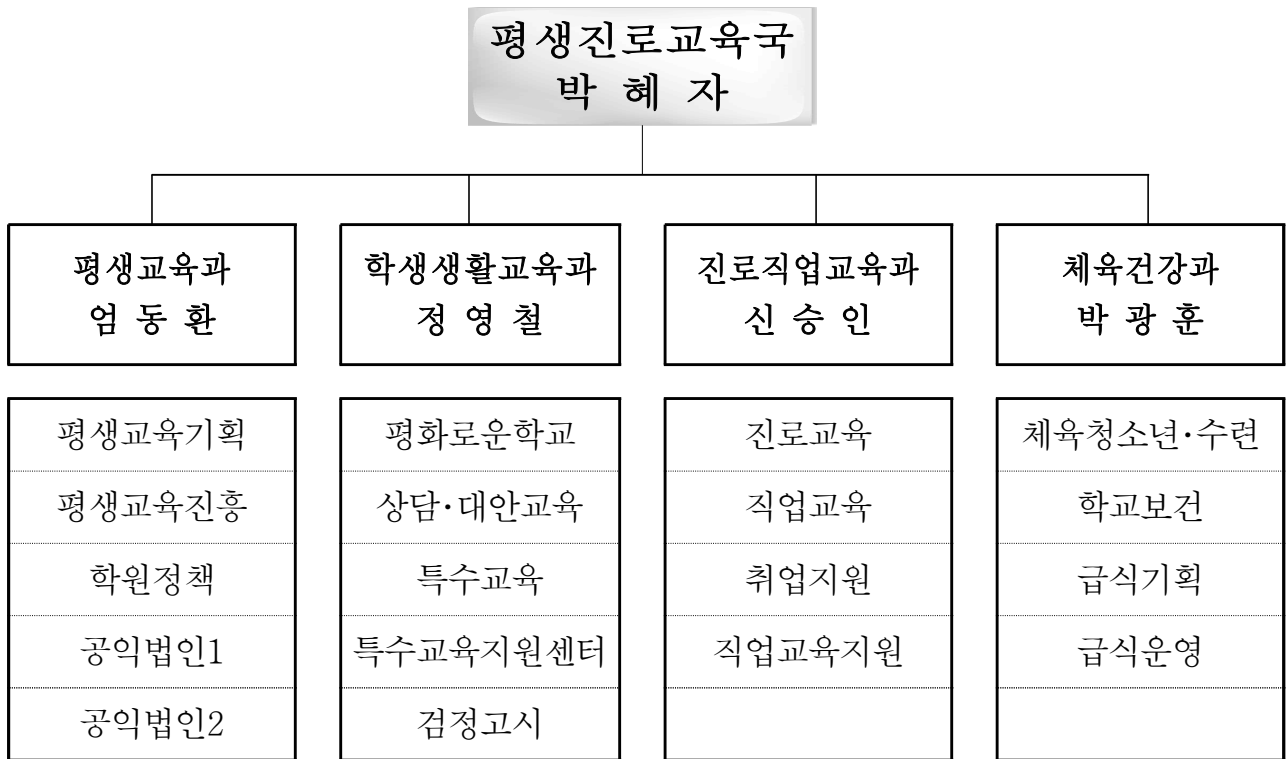 평생진로교육국
박 혜 자
평생교육과
엄 동 환
학생생활교육과
정 영 철
진로직업교육과
신 승 인
체육건강과
박 광 훈
평생교육기획
평생교육진흥
학원정책
공익법인1
공익법인2
평화로운학교
상담·대안교육
특수교육
특수교육지원센터
검정고시
진로교육
직업교육
취업지원
직업교육지원
체육청소년·수련
학교보건
급식기획
급식운영